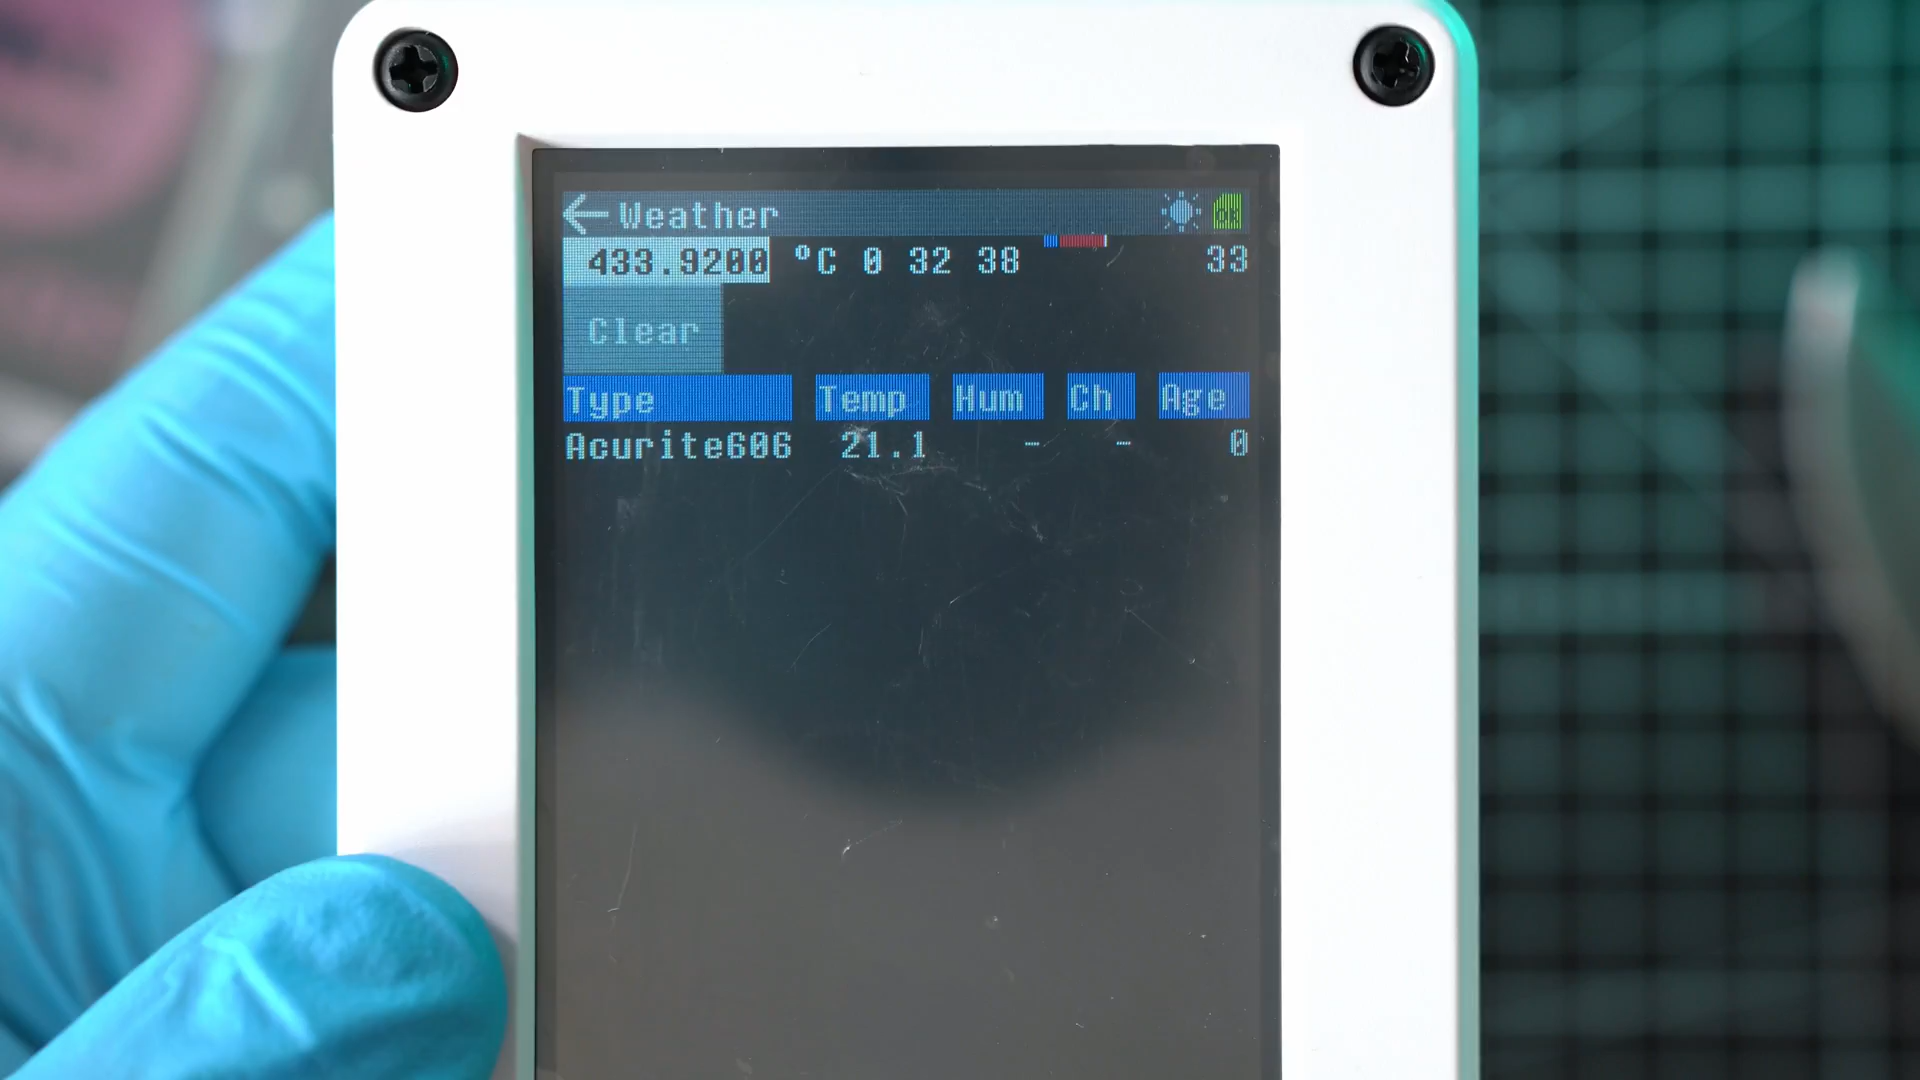 Weather
433.9200 °C 0 32 38 33
Clear
Type Temp Hum Ch Age
Acurite606 21.1 - - 0